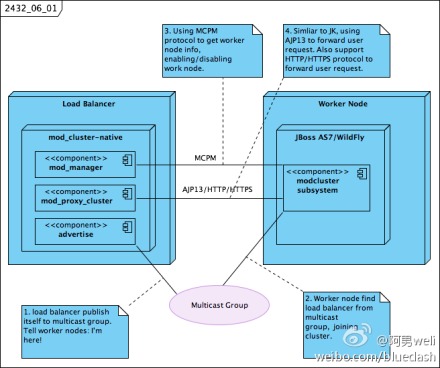 2432_06_01
3. Using MCPM
protocol to get worker
node info,
enabling/disabling
work node.
4. Simliar to JK, using
AJP13 to forward user
request. Also support
HTTP/HTTPS protocol to
forward user request.
Load Balancer
Worker Node
mod_cluster-native
JBoss AS7/WildFly
<<component>>
mod_manager
MCPM
<<component>>
modcluster
subsystem
<<component>>
mod_proxy_cluster
AJP13/HTTP/HTTPS
<<component>>
advertise
Multicast Group
1. load balancer publish
itself to multicast group.
Tell worker nodes: I'm
here!
2. Worker node find
load balancer from
multicast
group, joining
cluster.
@阿男weli
weibo.com/blueclash